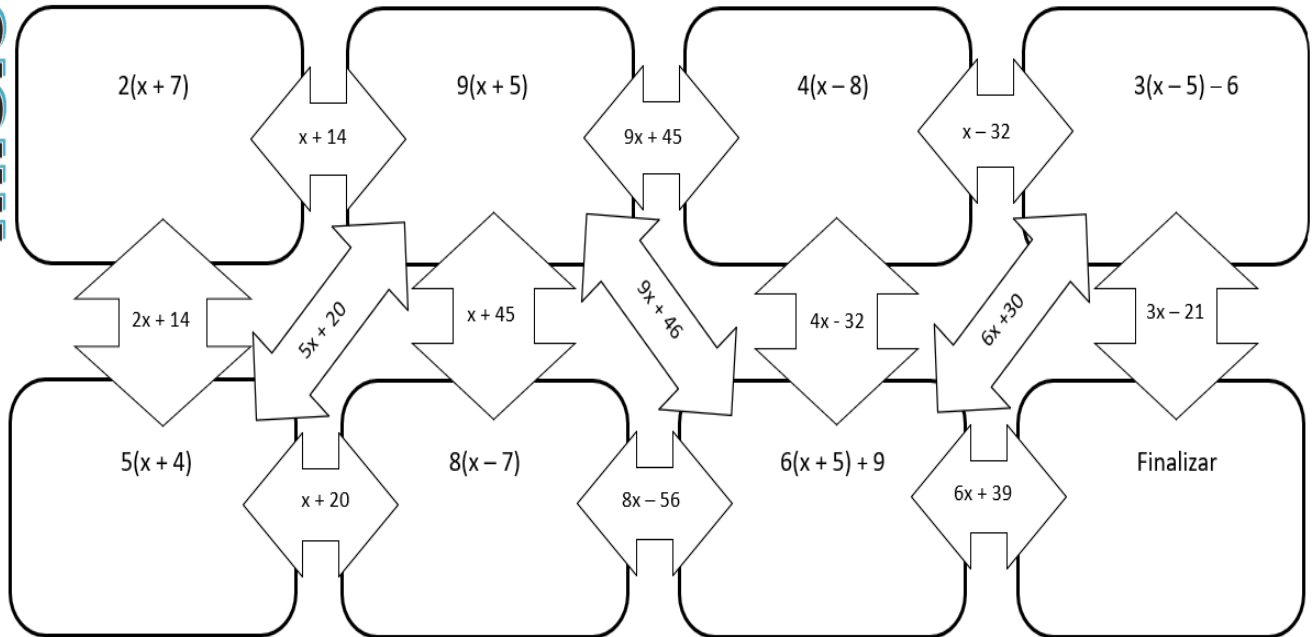 2(x + 7)
9(x + 5)
4(x – 8)
3(x – 5) – 6
x + 14
9x + 45
x – 32
2x + 14
5x + 20
x + 45
9x + 46
4x - 32
6x +30
3x – 21
5(x + 4)
8(x – 7)
6(x + 5) + 9
Finalizar
x + 20
8x – 56
6x + 39